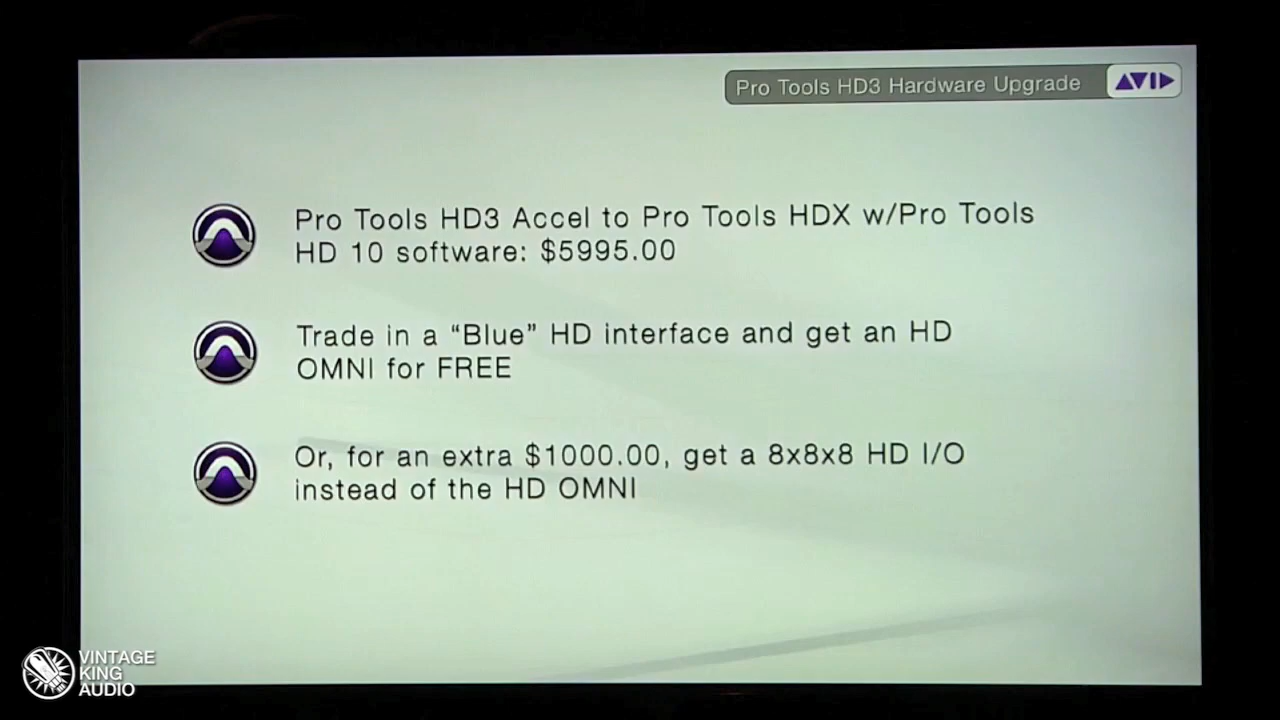 Pro Tools HD3 Hardware Upgrade
AVID
Pro Tools HD3 Accel to Pro Tools HDX w/Pro Tools
HD 10 software: $5995.00
Trade in a “Blue” HD interface and get an HD
OMNI for FREE
Or, for an extra $1000.00, get a 8x8x8 HD I/O
instead of the HD OMNI
VINTAGE
KING
AUDIO